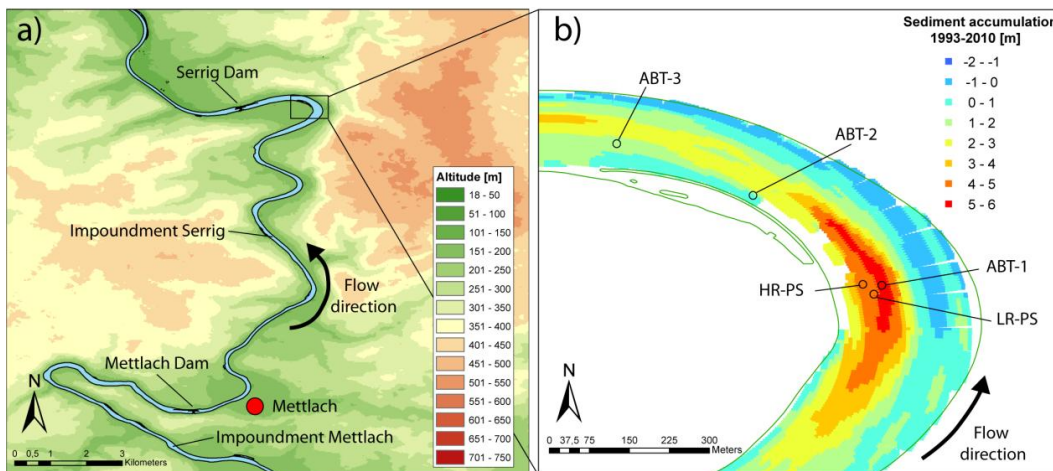 a)
Serrig Dam
Impoundment Serrig
Flow
direction
Mettlach Dam
Mettlach
Impoundment Mettlach
N
0 0,5 1 2 3
Kilometers
Altitude [m]
18 - 50
51 - 100
101 - 150
151 - 200
201 - 250
251 - 300
301 - 350
351 - 400
401 - 450
451 - 500
501 - 550
551 - 600
601 - 650
651 - 700
701 - 750
b)
Sediment accumulation
1993-2010 [m]
-2 - -1
-1 - 0
0 - 1
1 - 2
2 - 3
3 - 4
4 - 5
5 - 6
ABT-3
ABT-2
ABT-1
HR-PS
LR-PS
N
0 37,5 75 150 225 300
Meters
Flow
direction